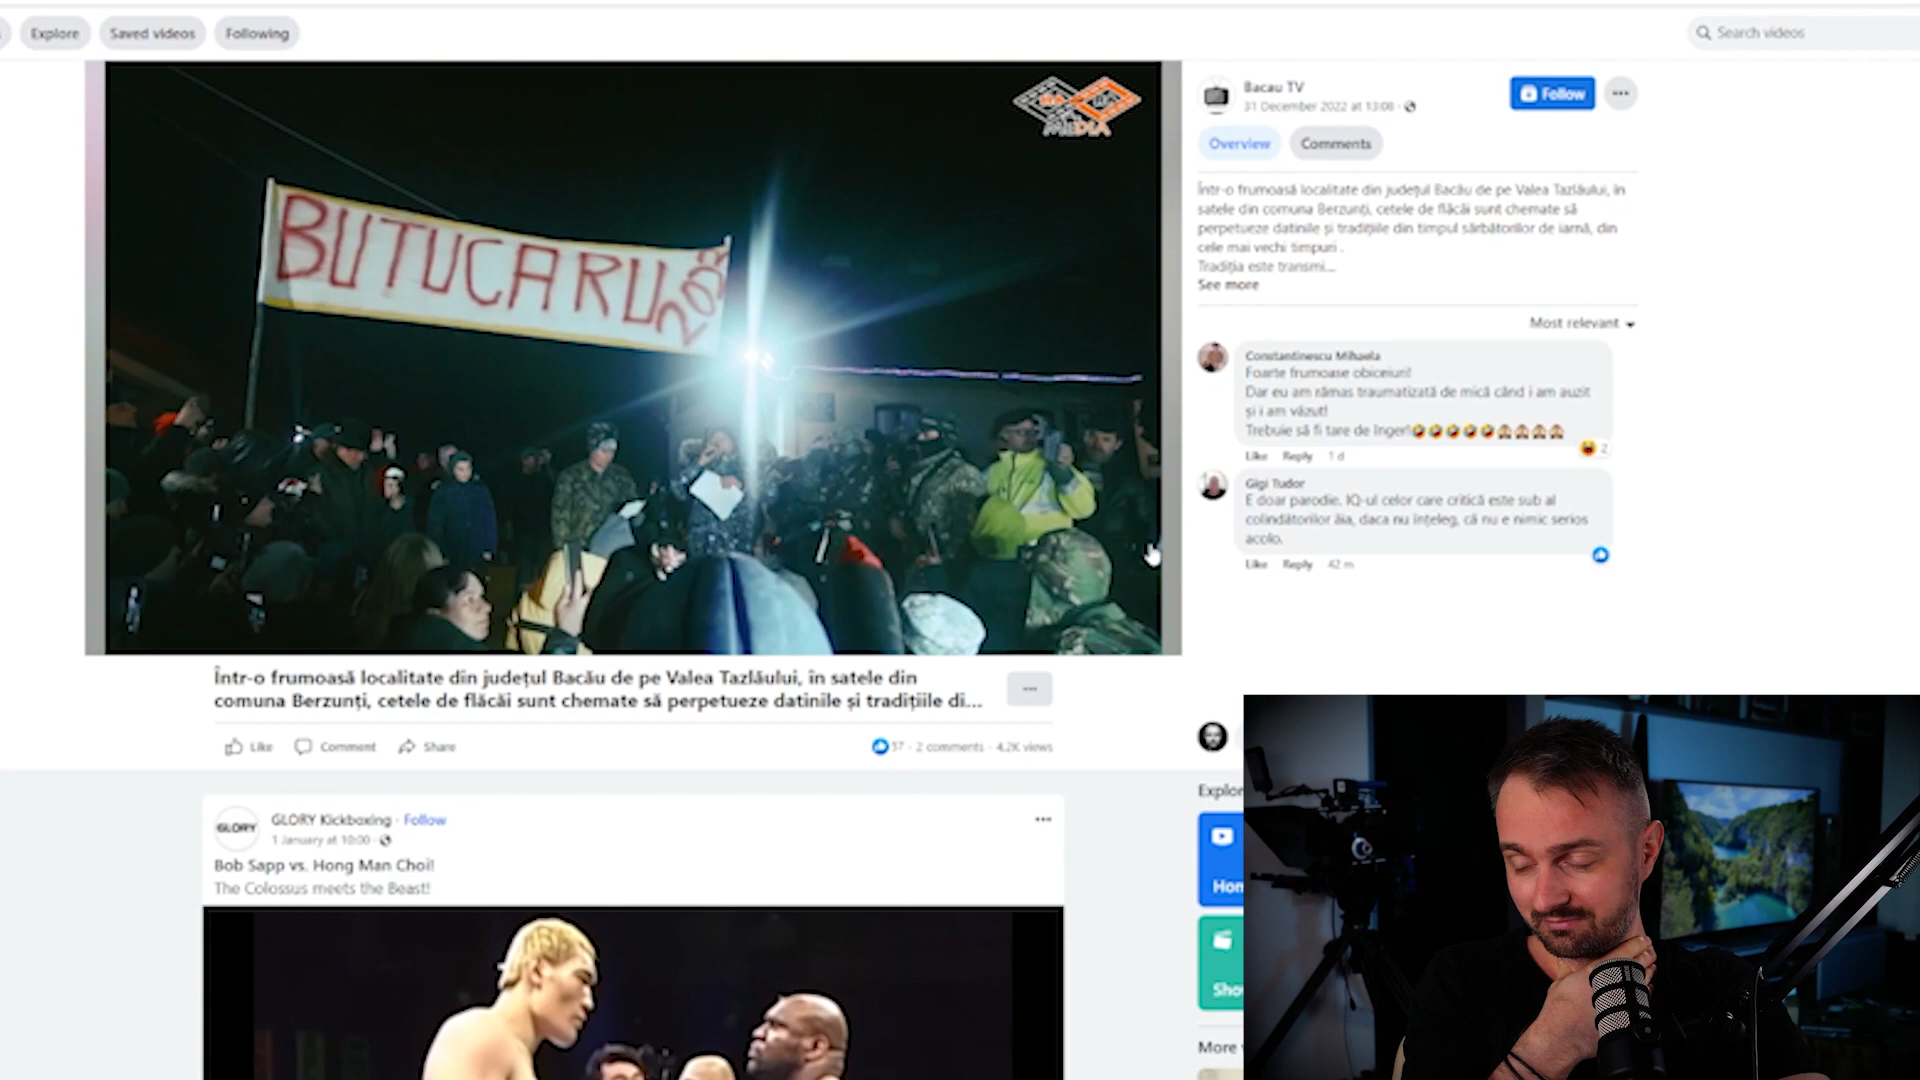 Explore
Saved videos
Following
Search videos
MEDIA
BUTUCARU 2023
Bacau TV
31 December 2022 at 13:08
Follow
Overview
Comments
Într-o frumoasă localitate din județul Bacău de pe Valea Tazlăului, în
satele din comuna Berzunți, cetele de flăcăi sunt chemate să
perpetueze datinile și tradițiile din timpul sărbătorilor de iarnă, din
cele mai vechi timpuri .
Tradiția este transmi...
See more
Most relevant
Constantinescu Mihaela
Foarte frumoase obiceiuri!
Dar eu am rămas traumatizată de mică când i am auzit
și i am văzut!
Trebuie să fi tare de înger!🤣🤣🤣🤣🤣🙈🙈🙈🙈
2
Like Reply 1 d
Gigi Tudor
E doar parodie. IQ-ul celor care critică este sub al
colindătorilor ăia, daca nu înțeleg, că nu e nimic serios
acolo.
Like Reply 42 m
Într-o frumoasă localitate din județul Bacău de pe Valea Tazlăului, în satele din
comuna Berzunți, cetele de flăcăi sunt chemate să perpetueze datinile și tradițiile di...
Like
Comment
Share
57 · 2 comments · 4.2K views
GLORY
GLORY Kickboxing · Follow
1 January at 10:00
Bob Sapp vs. Hong Man Choi!
The Colossus meets the Beast!
Explor
Hom
Sho
More